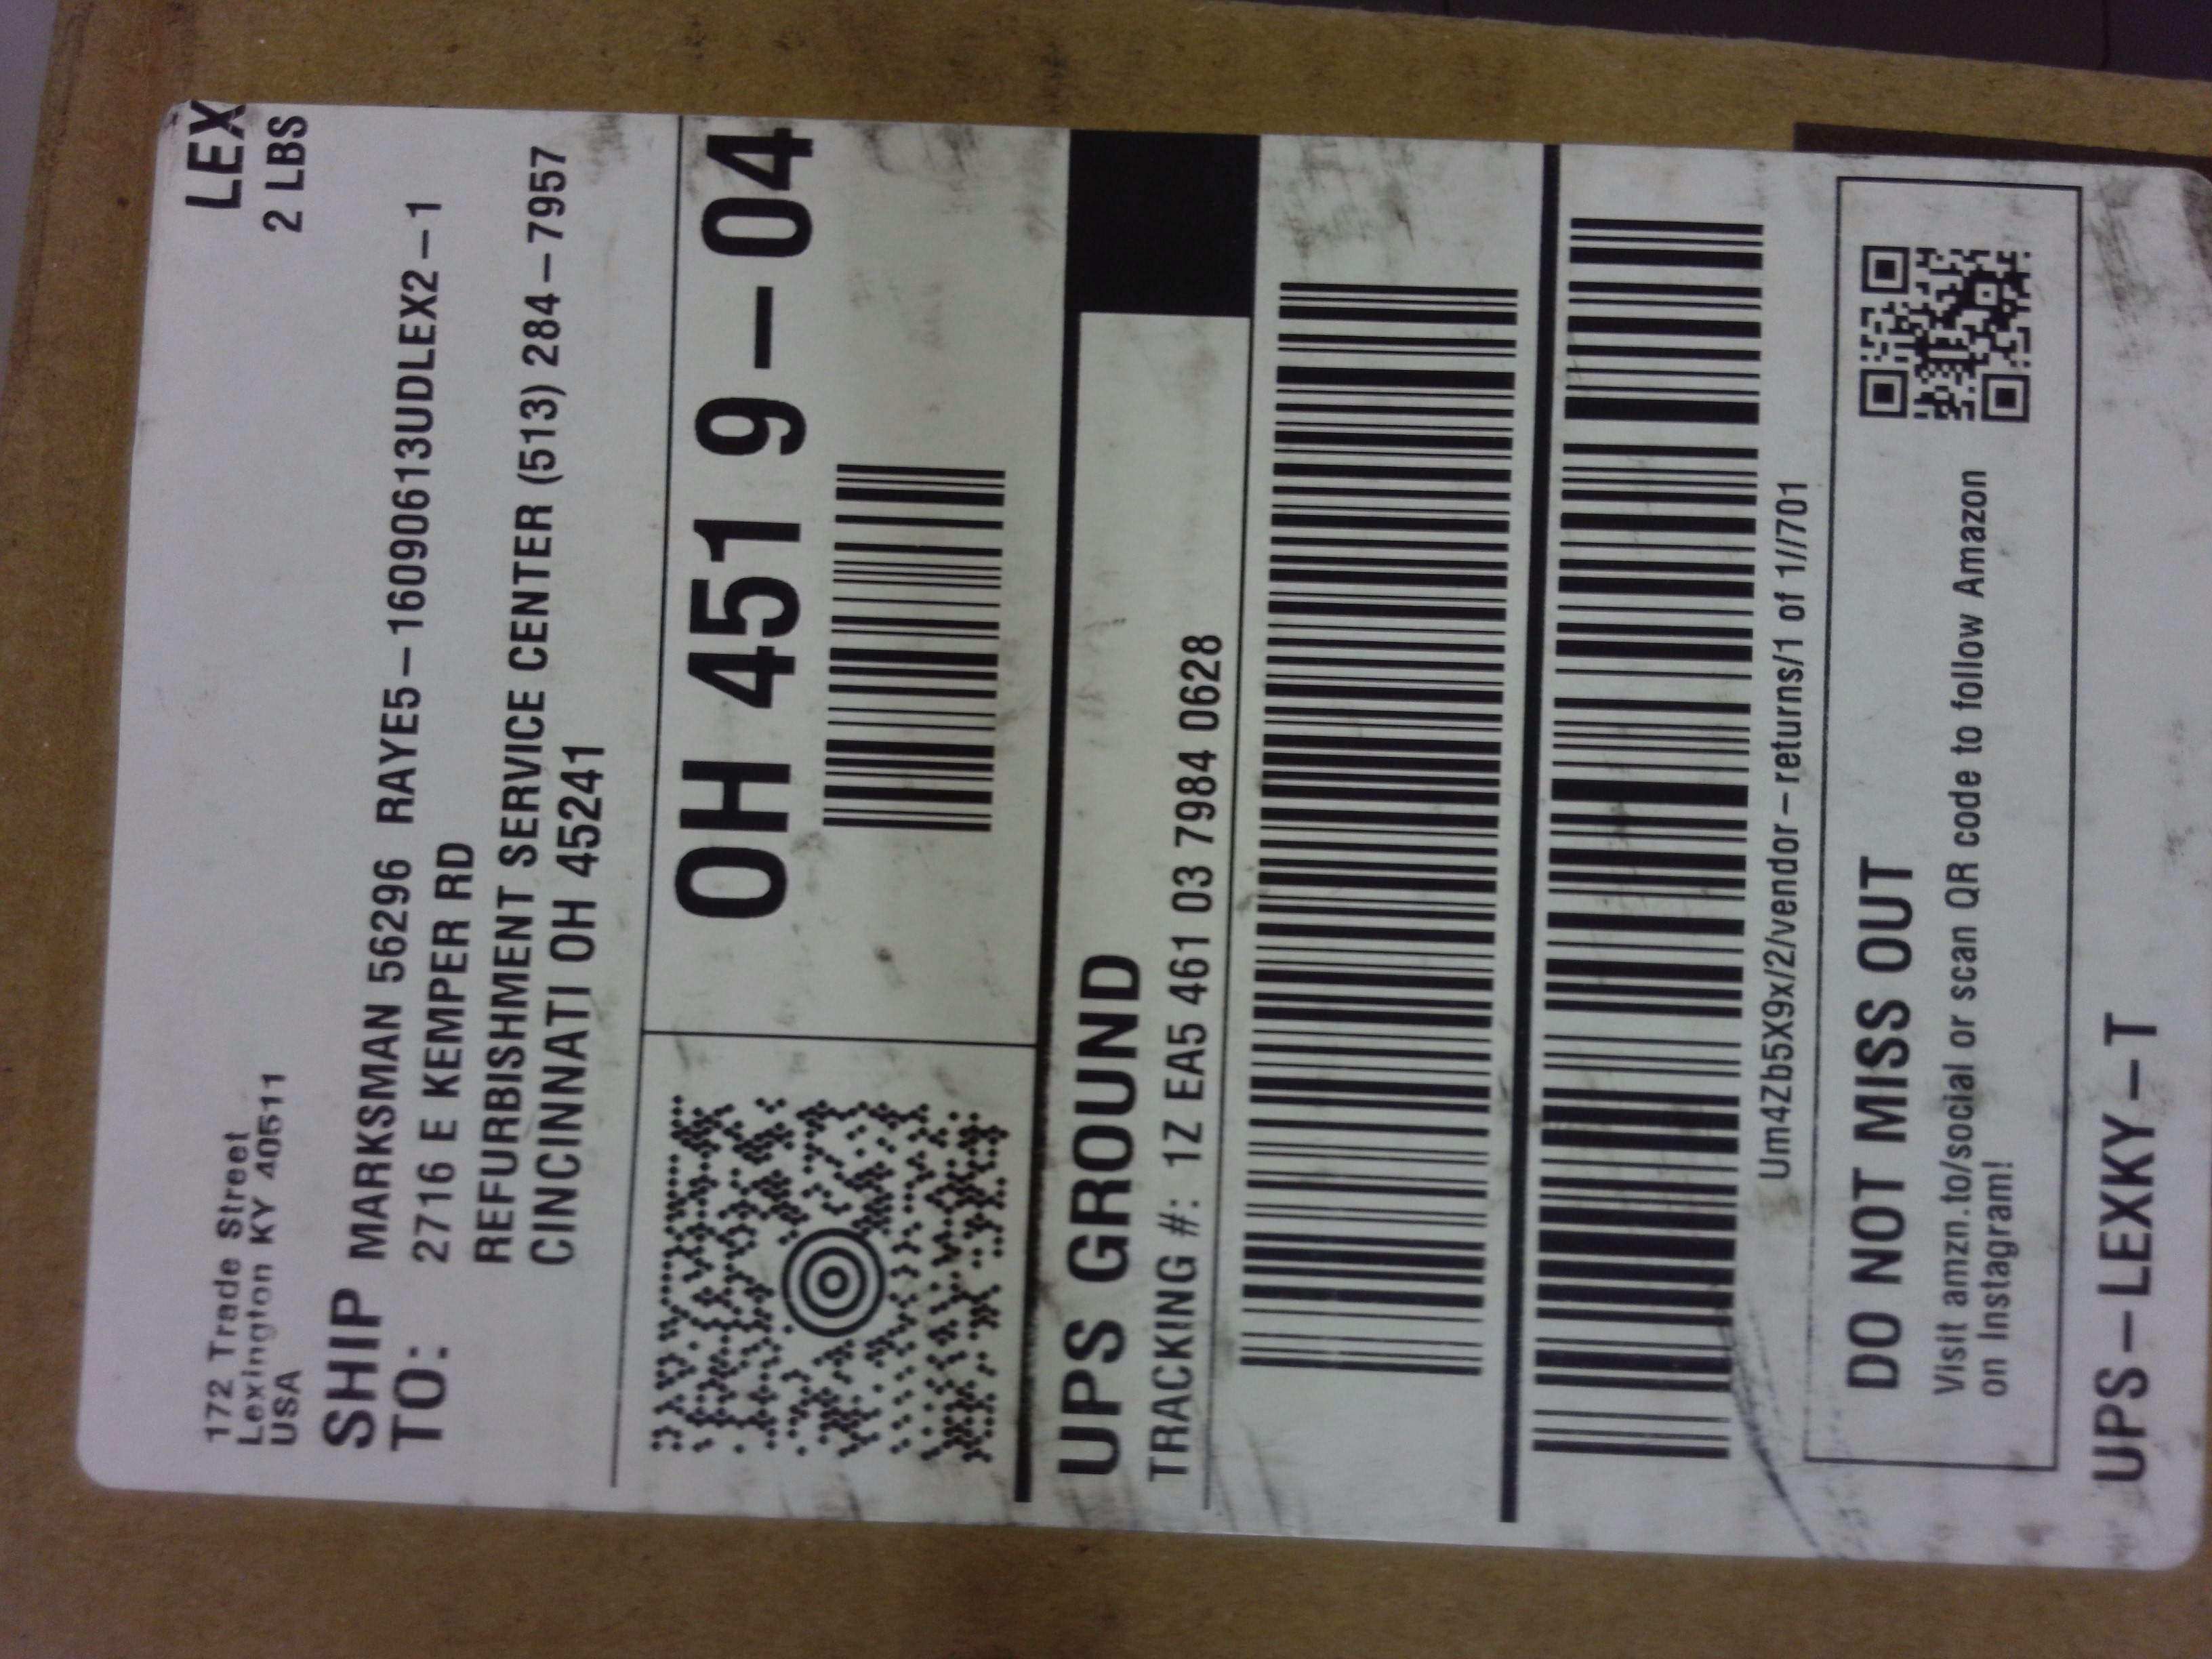 LEX
2 LBS
172 Trade Street
Lexington KY 40511
USA
SHIP
TO:
MARKSMAN 56296 RAYE5-16090613UDLEX2-1
2716 E KEMPER RD
REFURBISHMENT SERVICE CENTER (513) 284-7957
CINCINNATI OH 45241
OH 451 9-04
UPS GROUND
TRACKING #: 1Z EA5 461 03 7984 0628
Um4Zb5X9x/2/vendor-returns/1 of 1//701
DO NOT MISS OUT
Visit amzn.to/social or scan QR code to follow Amazon
on Instagram!
UPS-LEXKY-T